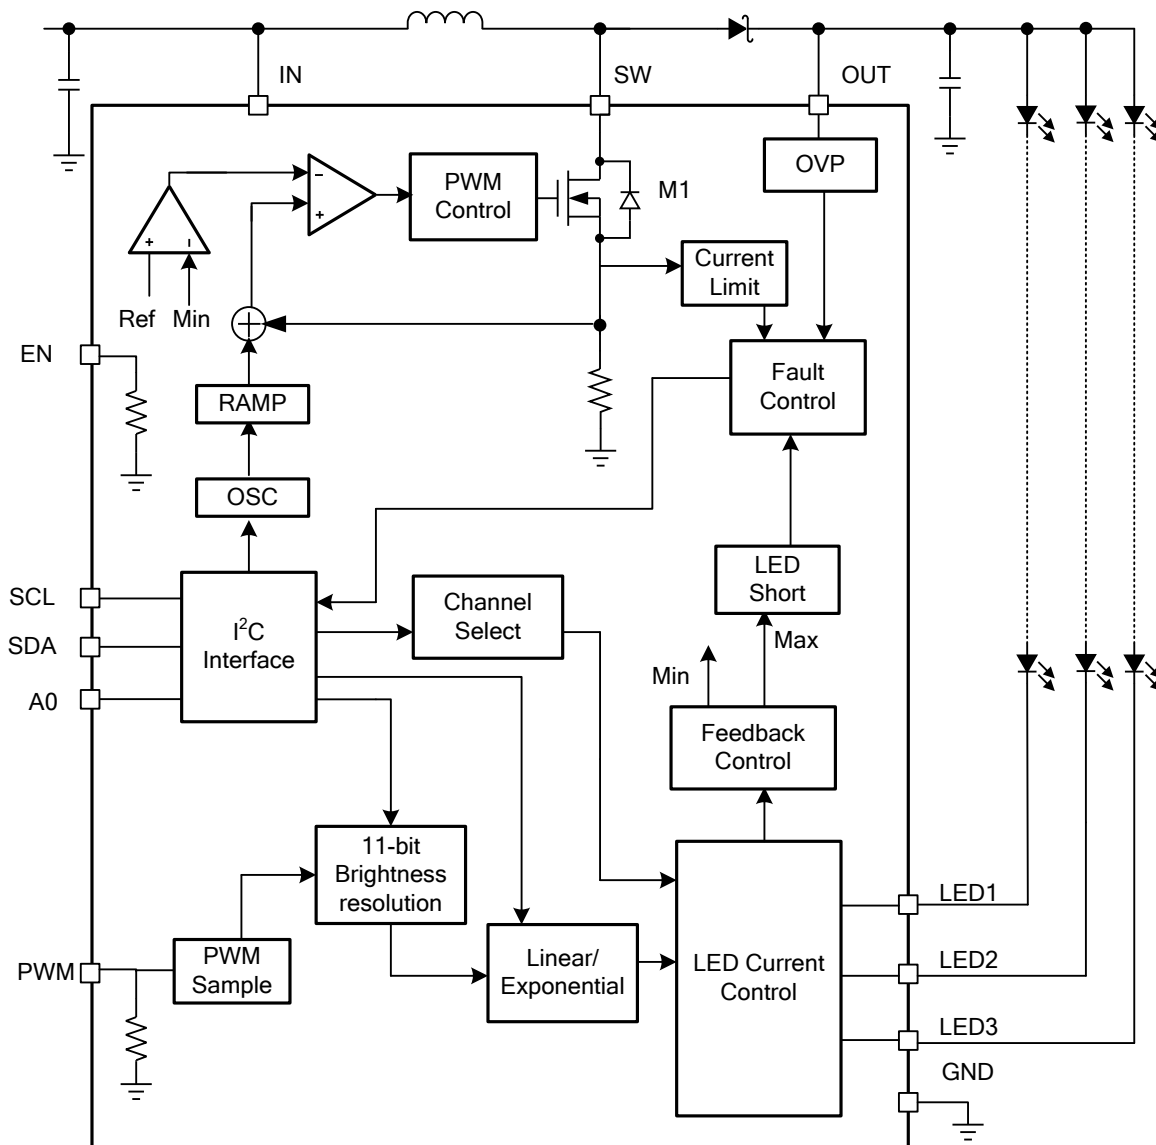 IN
SW
OUT
OVP
PWM
Control
M1
−
+
+
−
Current
Limit
Ref
Min
+
EN
Fault
Control
RAMP
OSC
SCL
SDA
A0
I²C
Interface
Channel
Select
LED
Short
Max
Min
Feedback
Control
11-bit
Brightness
resolution
PWM
PWM
Sample
Linear/
Exponential
LED Current
Control
LED1
LED2
LED3
GND